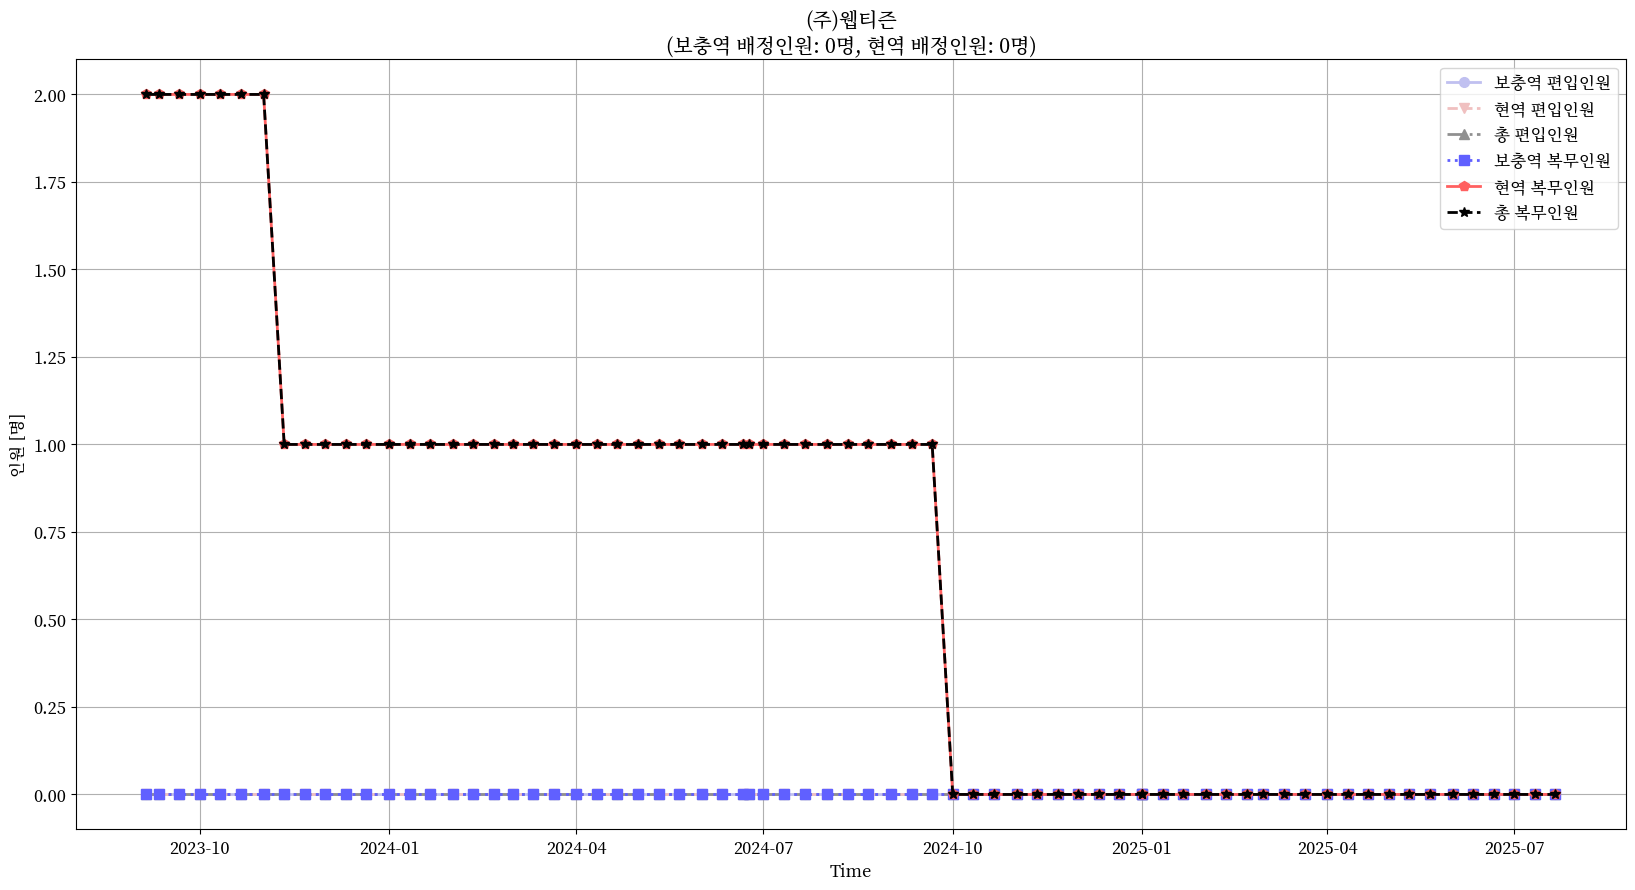 (주)웹티즌
(보충역 배정인원: 0명, 현역 배정인원: 0명)
보충역 편입인원
현역 편입인원
총 편입인원
보충역 복무인원
현역 복무인원
총 복무인원
2.00
1.75
1.50
1.25
1.00
0.75
0.50
0.25
0.00
인원 [명]
2023-10
2024-01
2024-04
2024-07
2024-10
2025-01
2025-04
2025-07
Time